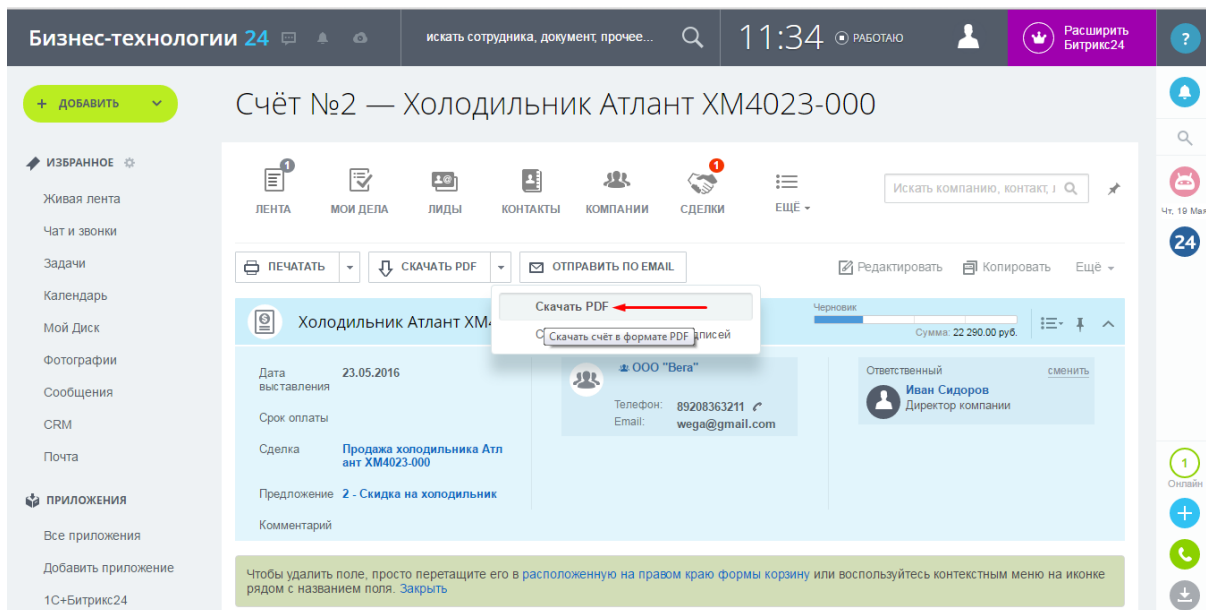 Бизнес-технологии 24
искать сотрудника, документ, прочее...
11:34
РАБОТАЮ
Расширить
Битрикс24
?
+ ДОБАВИТЬ
Счёт №2 — Холодильник Атлант ХМ4023-000
ИЗБРАННОЕ
Живая лента
Чат и звонки
Задачи
Календарь
Мой Диск
Фотографии
Сообщения
CRM
Почта
ПРИЛОЖЕНИЯ
Все приложения
Добавить приложение
1С+Битрикс24
1
ЛЕНТА
МОИ ДЕЛА
ЛИДЫ
КОНТАКТЫ
КОМПАНИИ
1
СДЕЛКИ
ЕЩЁ
Искать компанию, контакт,
ПЕЧАТАТЬ
СКАЧАТЬ PDF
ОТПРАВИТЬ ПО EMAIL
Редактировать
Копировать
Ещё
Скачать PDF
Скачать счёт в формате PDF
Холодильник Атлант
Черновик
Сумма: 22 290.00 руб.
Дата
выставления
23.05.2016
Срок оплаты
Сделка
Продажа холодильника Атл
ант ХМ4023-000
Предложение
2 - Скидка на холодильник
Комментарий
ООО "Вега"
Телефон: 89208363211
Email: wega@gmail.com
Ответственный
сменить
Иван Сидоров
Директор компании
Чтобы удалить поле, просто перетащите его в расположенную на правом краю формы корзину или воспользуйтесь контекстным меню на иконке
рядом с названием поля. Закрыть
Чт, 19 Мая
24
1
Онлайн